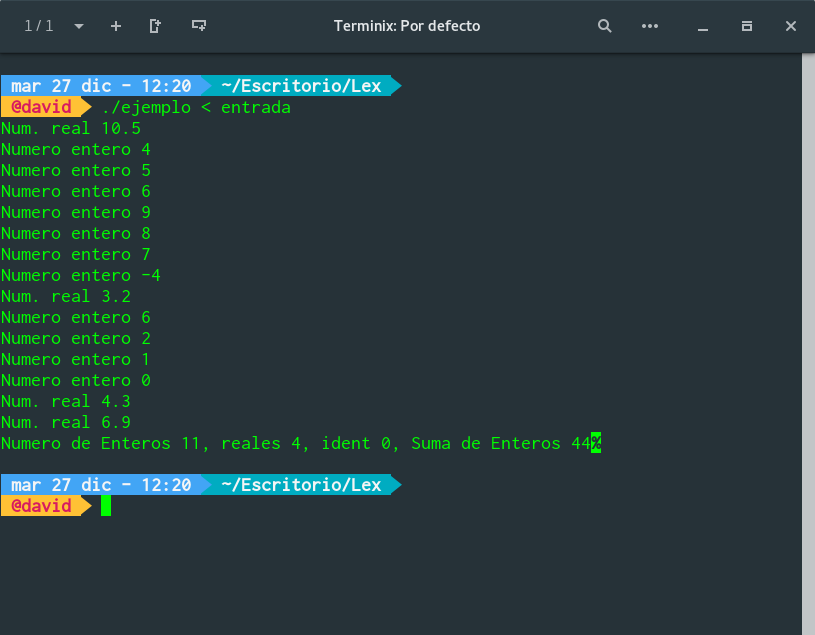 1 / 1 Terminix: Por defecto
mar 27 dic - 12:20 ~/Escritorio/Lex
@david ./ejemplo < entrada
Num. real 10.5
Numero entero 4
Numero entero 5
Numero entero 6
Numero entero 9
Numero entero 8
Numero entero 7
Numero entero -4
Num. real 3.2
Numero entero 6
Numero entero 2
Numero entero 1
Numero entero 0
Num. real 4.3
Num. real 6.9
Numero de Enteros 11, reales 4, ident 0, Suma de Enteros 44%
mar 27 dic - 12:20 ~/Escritorio/Lex
@david